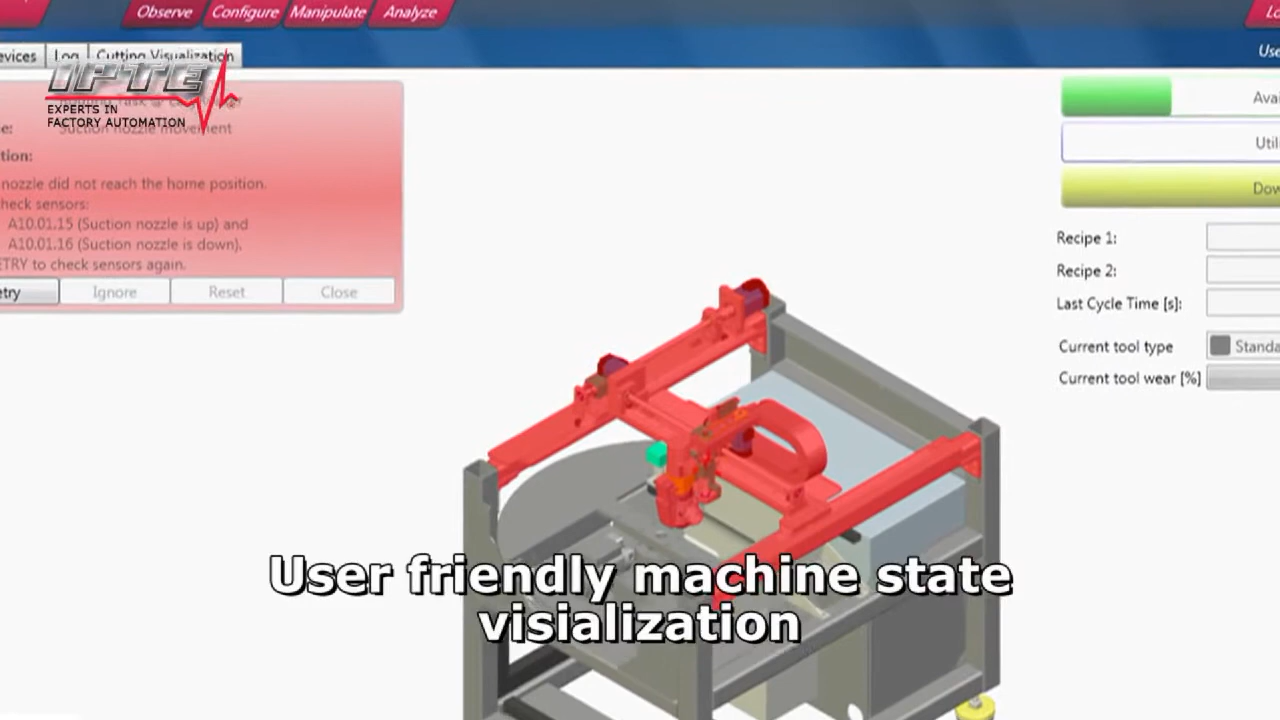 Observe Configure Manipulate Analyze
Log Cutting Visualization
IPTE
EXPERTS IN
FACTORY AUTOMATION
Suction nozzle movement
nozzle did not reach the home position.
sensors:
A10.01.15 (Suction nozzle is up) and
A10.01.16 (Suction nozzle is down).
to check sensors again.
Ignore Reset Close
Recipe 1:
Recipe 2:
Last Cycle Time [s]:
Current tool type
Current tool wear [%]
User friendly machine state
visialization